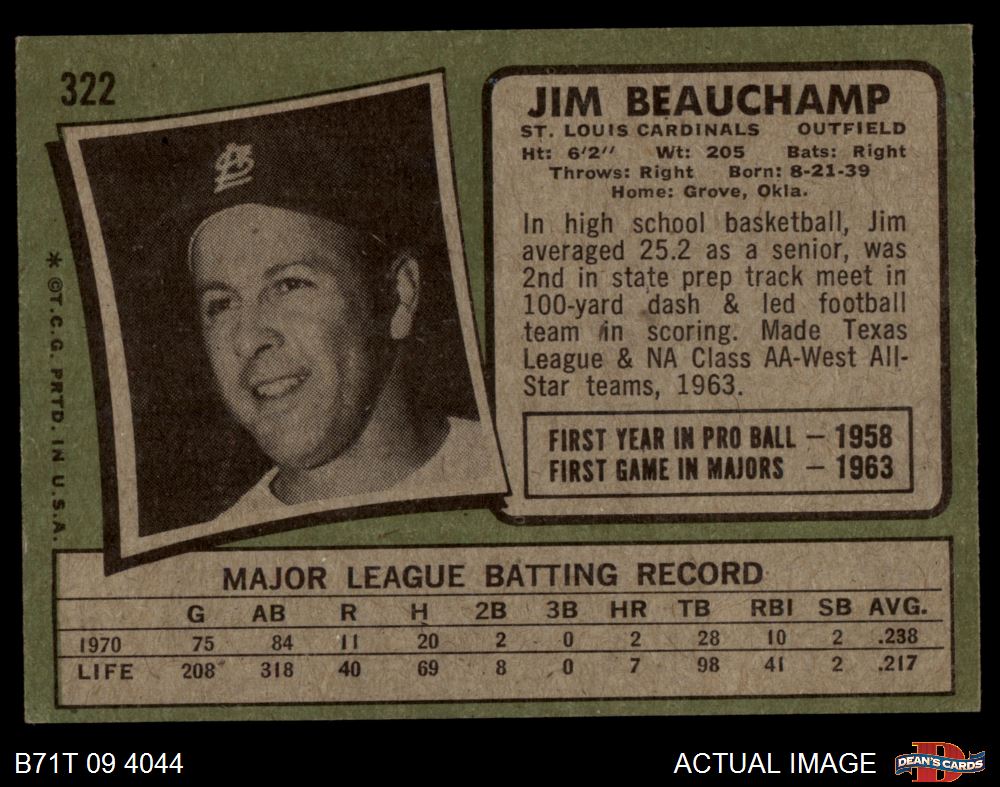 322
JIM BEAUCHAMP
ST. LOUIS CARDINALS OUTFIELD
Ht: 6'2" Wt: 205 Bats: Right
Throws: Right Born: 8-21-39
Home: Grove, Okla.
In high school basketball, Jim
averaged 25.2 as a senior, was
2nd in state prep track meet in
100-yard dash & led football
team in scoring. Made Texas
League & NA Class AA-West All-
Star teams, 1963.
FIRST YEAR IN PRO BALL — 1958
FIRST GAME IN MAJORS — 1963
* © T.C.G. PRTD. IN U.S.A.
StL
MAJOR LEAGUE BATTING RECORD
G AB R H 2B 3B HR TB RBI SB AVG.
1970 75 84 11 20 2 0 2 28 10 2 .238
LIFE 208 318 40 69 8 0 7 98 41 2 .217
B71T 09 4044
ACTUAL IMAGE
DEAN'S CARDS